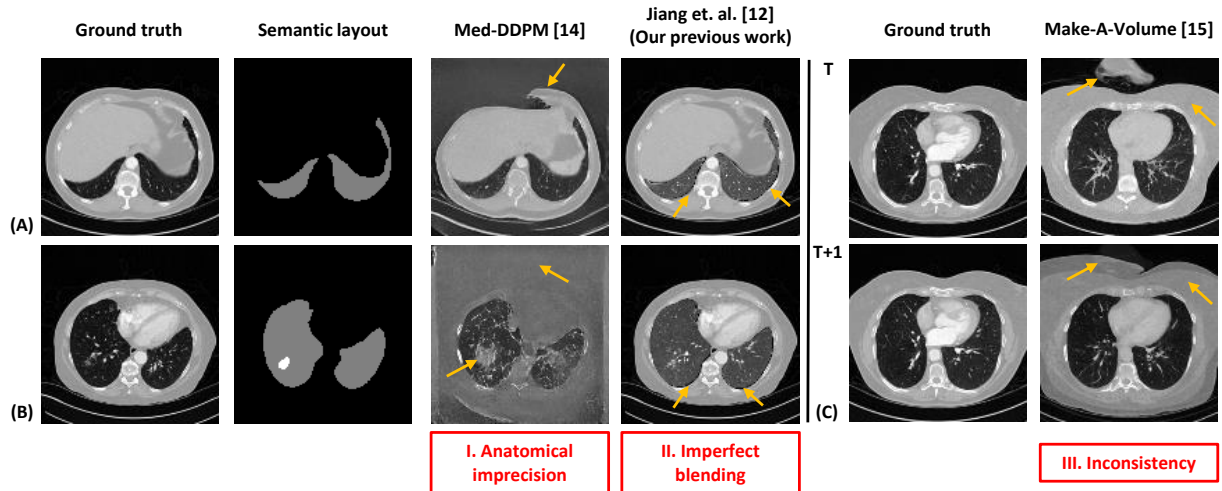 Ground truth
Semantic layout
Med-DDPM [14]
Jiang et. al. [12]
(Our previous work)
Ground truth
Make-A-Volume [15]
T
(A)
T+1
(B)
(C)
I. Anatomical
imprecision
II. Imperfect
blending
III. Inconsistency